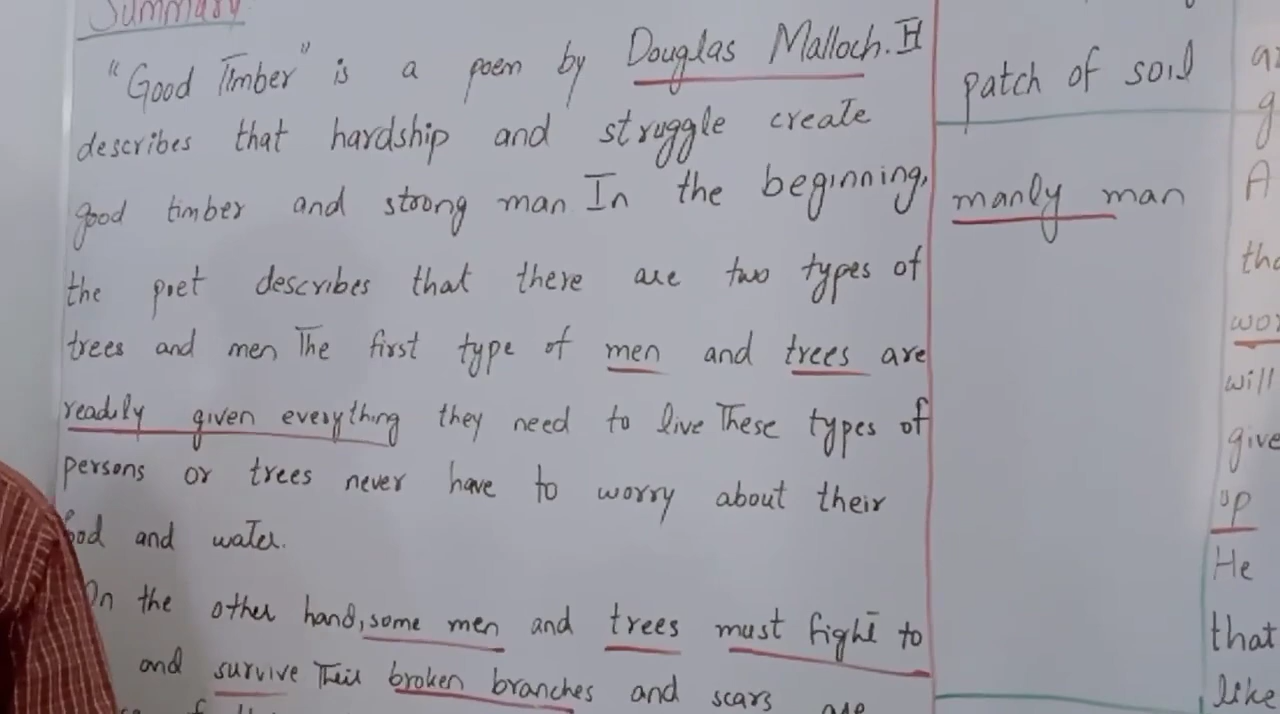 Summary
"Good Timber" is a poem by Douglas Malloch. It
describes that hardship and struggle create
good timber and strong man In the beginning,
the poet describes that there are two types of
trees and men The first type of men and trees are
readily given everything they need to live These types of
persons or trees never have to worry about their
food and water.
On the other hand, some men and trees must fight to
and survive Their broken branches and scars are
patch of soil
manly man
g
A
tha
wor
will
give
up
He
that
like